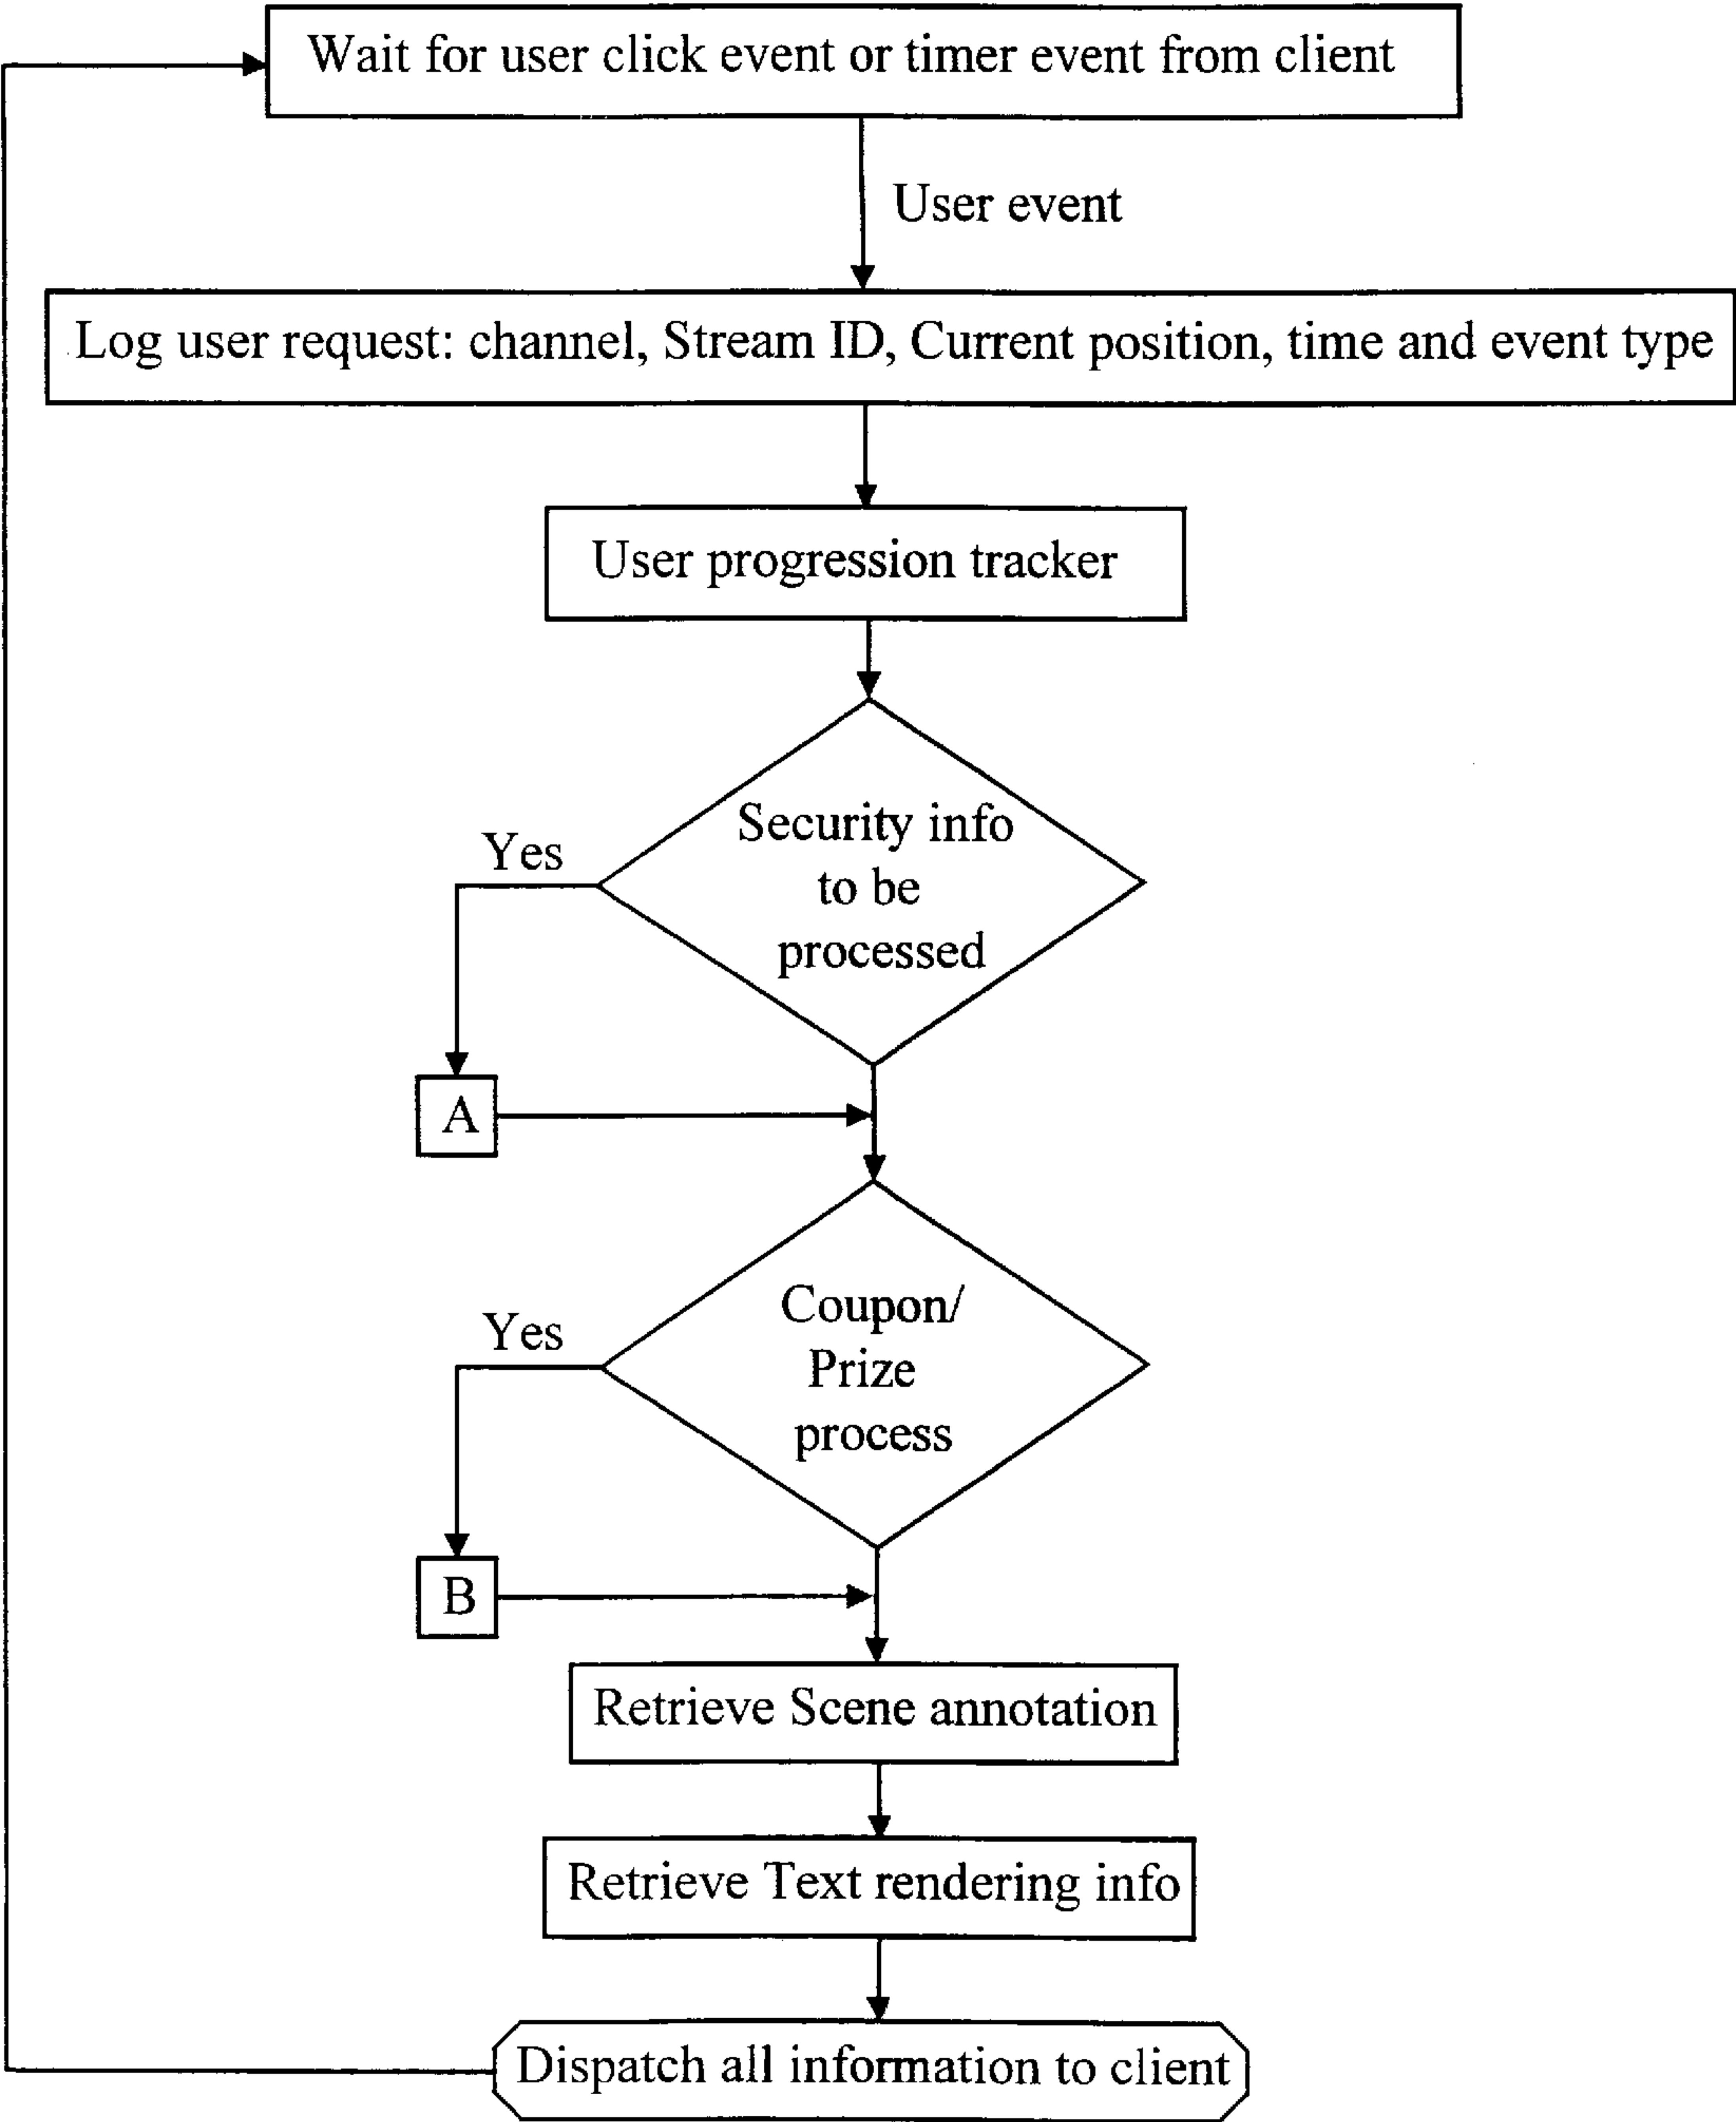 Wait for user click event or timer event from client
User event
Log user request: channel, Stream ID, Current position, time and event type
User progression tracker
Security info
to be
processed
Yes
A
Coupon/
Prize
process
Yes
B
Retrieve Scene annotation
Retrieve Text rendering info
Dispatch all information to client